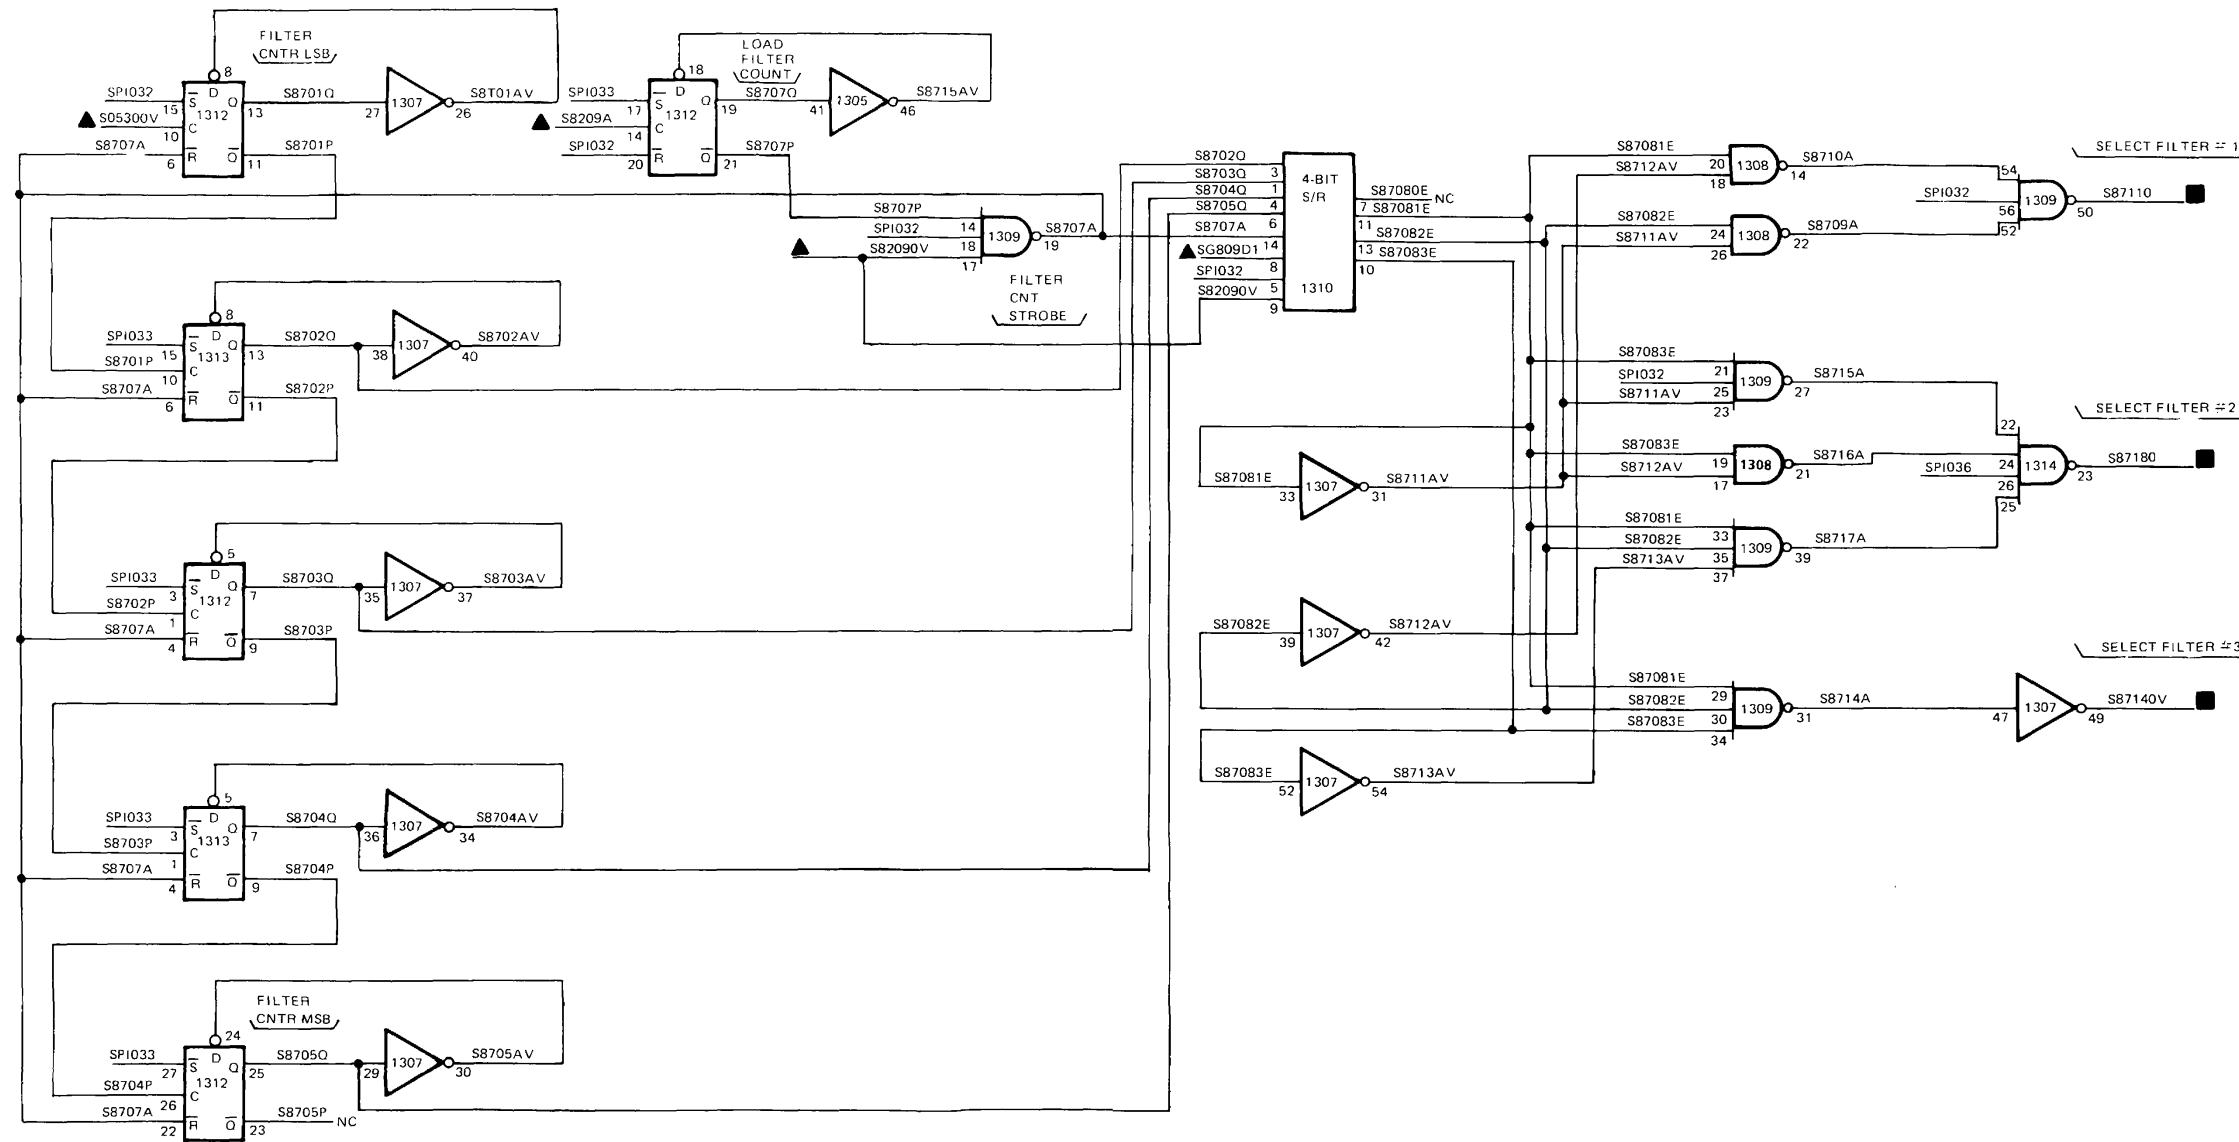 FILTER
CNTR LSB
8
SPI032
15
S05300V
10
S8707A
6
S
D
Q
1312
C
R
Q
13
11
S8701Q
S8701P
27
1307
26
S8T01AV
LOAD
FILTER
COUNT
18
SPI033
17
S8209A
14
SPI032
20
S
D
Q
1312
C
R
Q
19
21
S8707Q
S8707P
41
1305
46
S8715AV
S8707P
14
SPI032
18
S82090V
17
1309
S8707A
19
FILTER
CNT
STROBE
8
SPI033
15
S8701P
10
S8707A
6
S
D
Q
1313
C
R
Q
13
11
S8702Q
S8702P
38
1307
40
S8702AV
5
SPI033
3
S8702P
1
S8707A
4
S
D
Q
1312
C
R
Q
7
9
S8703Q
S8703P
35
1307
37
S8703AV
5
SPI033
3
S8703P
1
S8707A
4
S
D
Q
1313
C
R
Q
7
9
S8704Q
S8704P
36
1307
34
S8704AV
FILTER
CNTR MSB
24
SPI033
27
S8704P
26
S8707A
22
S
D
Q
1312
C
R
Q
25
23
S8705Q
S8705P
NC
29
1307
30
S8705AV
S8702Q
3
S8703Q
1
S8704Q
4
S8705Q
6
S8707A
14
SG809D1
8
SPI032
5
S82090V
9
4-BIT
S/R
1310
S87080E
NC
7
S87081E
11
S87082E
13
S87083E
10
S87081E
20
S8712AV
18
1308
S8710A
14
S87082E
24
S8711AV
26
1308
S8709A
22
54
SPI032
56
52
1309
50
S87110
SELECT FILTER #1
S87083E
21
SPI032
25
S8711AV
23
1309
S8715A
27
S87083E
19
S8712AV
17
1308
S8716A
21
S87081E
33
S87082E
35
S8713AV
37
1309
S8717A
39
22
24
SPI036
26
25
1314
23
S87180
SELECT FILTER #2
S87081E
33
1307
31
S8711AV
S87082E
39
1307
42
S8712AV
S87083E
52
1307
54
S8713AV
S87081E
29
S87082E
30
S87083E
34
1309
S8714A
31
47
1307
49
S87140V
SELECT FILTER #3